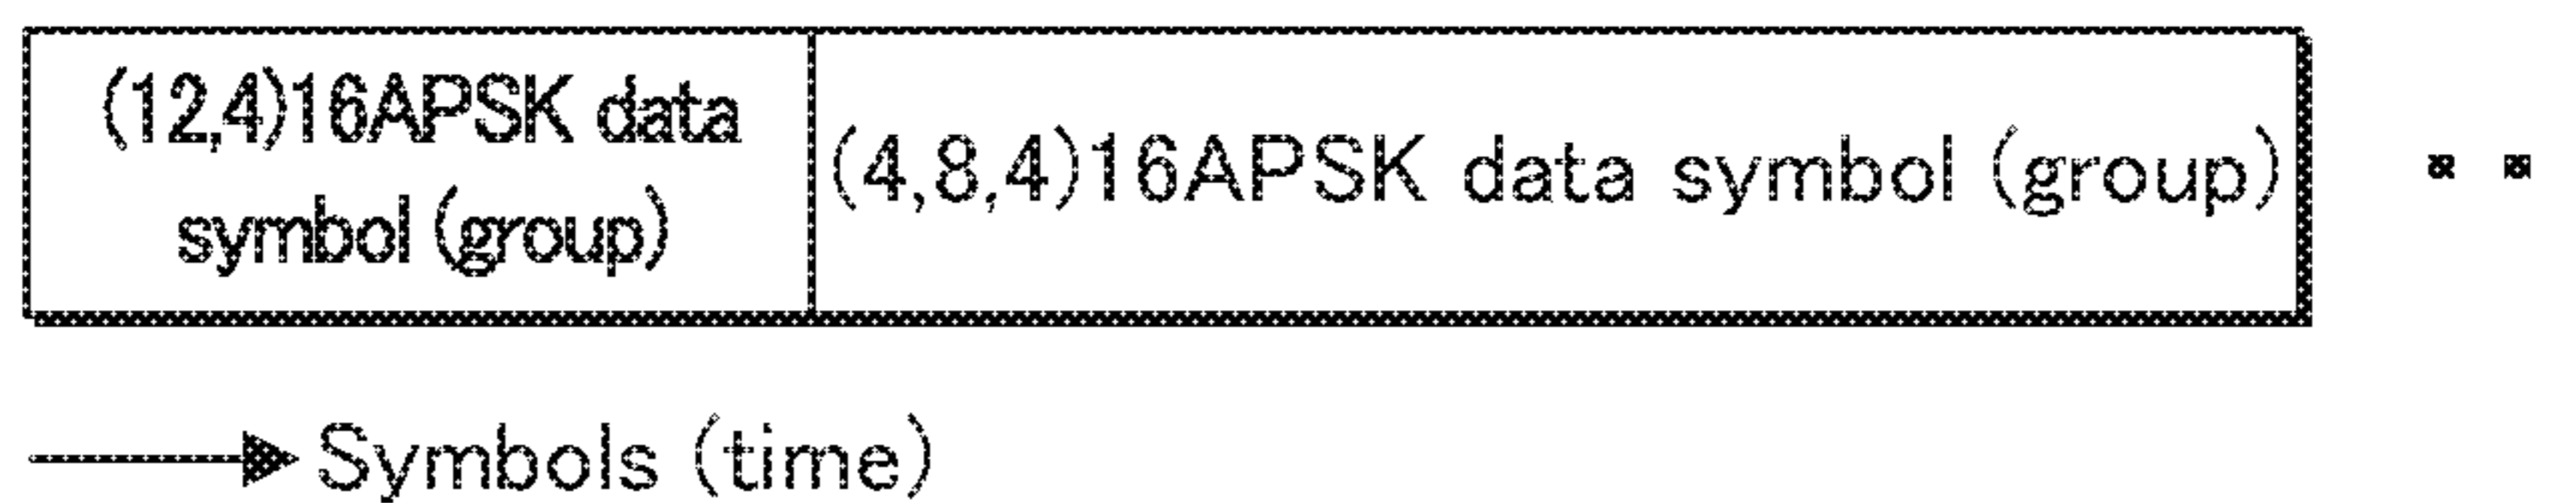 (12,4)16APSK data
symbol (group)
(4,8,4)16APSK data symbol (group)
Symbols (time)